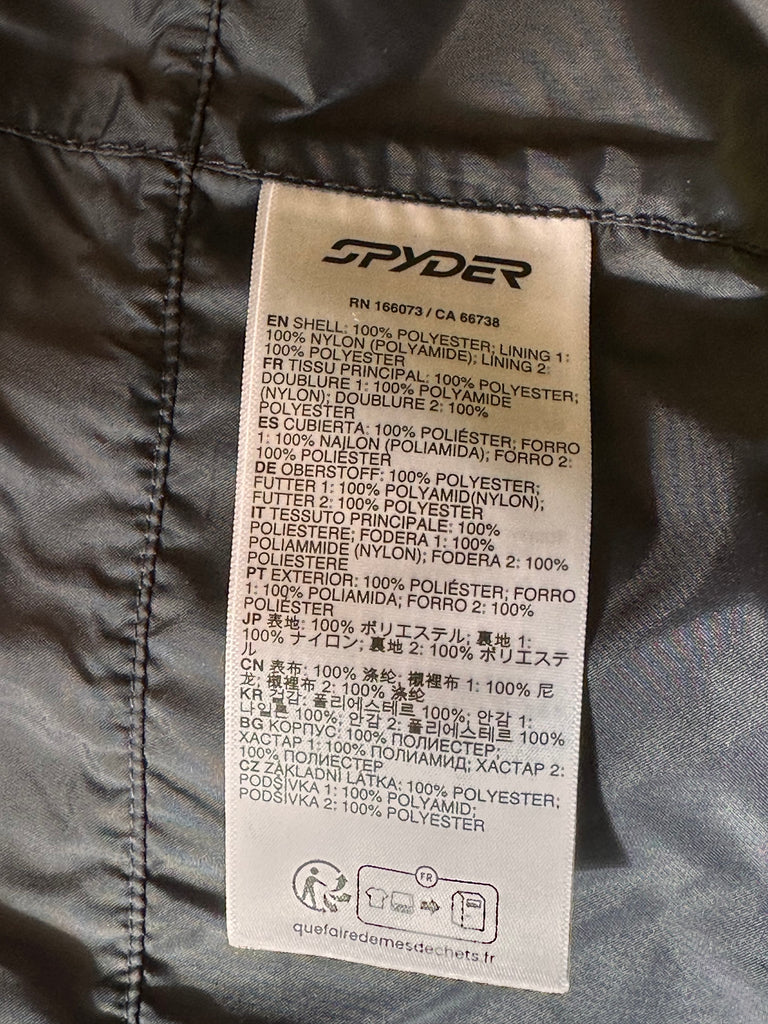 SPYDER
RN 166073 / CA 66738
EN SHELL: 100% POLYESTER; LINING 1:
100% NYLON (POLYAMIDE); LINING 2:
100% POLYESTER
FR TISSU PRINCIPAL: 100% POLYESTER;
DOUBLURE 1: 100% POLYAMIDE
(NYLON); DOUBLURE 2: 100%
POLYESTER
ES CUBIERTA: 100% POLIÉSTER; FORRO
1: 100% NAILON (POLIAMIDA); FORRO 2:
100% POLIÉSTER
DE OBERSTOFF: 100% POLYESTER;
FUTTER 1: 100% POLYAMID(NYLON);
FUTTER 2: 100% POLYESTER
IT TESSUTO PRINCIPALE: 100%
POLIESTERE; FODERA 1: 100%
POLIAMMIDE (NYLON); FODERA 2: 100%
POLIESTERE
PT EXTERIOR: 100% POLIÉSTER; FORRO
1: 100% POLIAMIDA; FORRO 2: 100%
POLIÉSTER
JP 表地: 100% ポリエステル; 裏地 1:
100% ナイロン; 裏地 2: 100% ポリエステ
ル
CN 表布: 100% 涤纶, 襯裡布 1: 100% 尼
龙, 襯裡布 2: 100% 涤纶
KR 겉감: 폴리에스테르 100%; 안감 1:
나일론 100%; 안감 2: 폴리에스테르 100%
BG КОРПУС: 100% ПОЛИЕСТЕР;
ХАСТАР 1: 100% ПОЛИАМИД; ХАСТАР 2:
100% ПОЛИЕСТЕР
CZ ZÁKLADNÍ LÁTKA: 100% POLYESTER;
PODŠÍVKA 1: 100% POLYAMID;
PODŠÍVKA 2: 100% POLYESTER
FR
quefairedemesdechets.fr